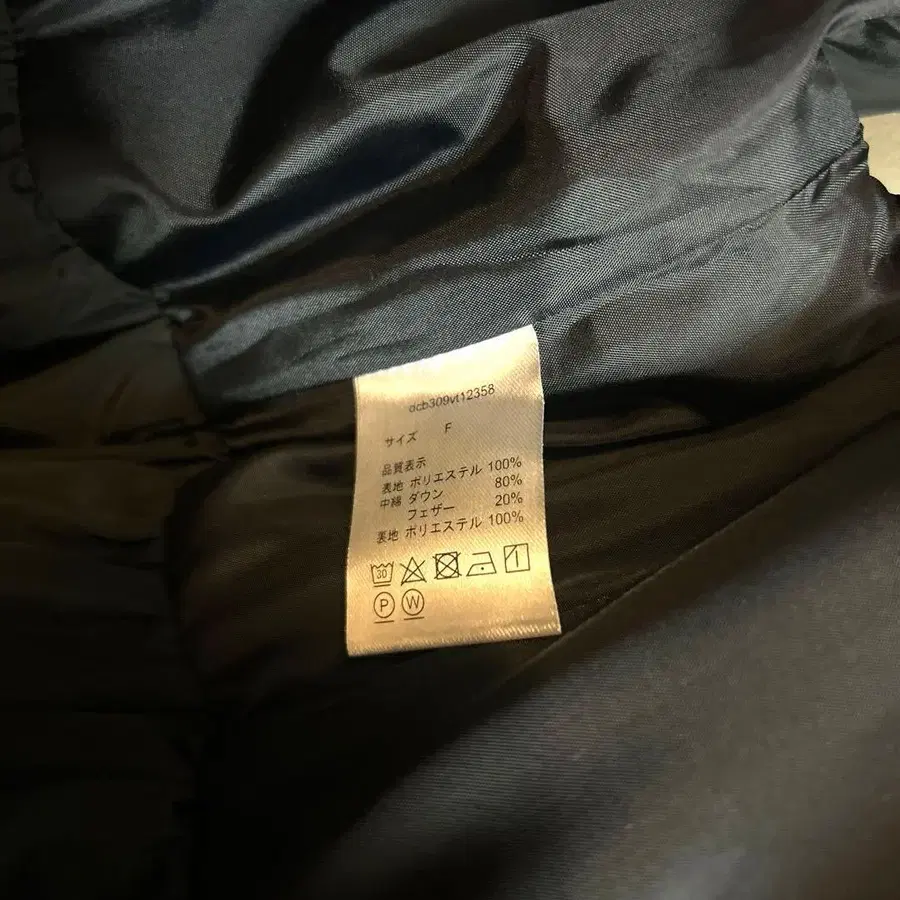 dcb309vt12358
サイズ F
品質表示
表地 ポリエステル 100%
中綿 ダウン 80%
フェザー 20%
裏地 ポリエステル 100%
30
P W